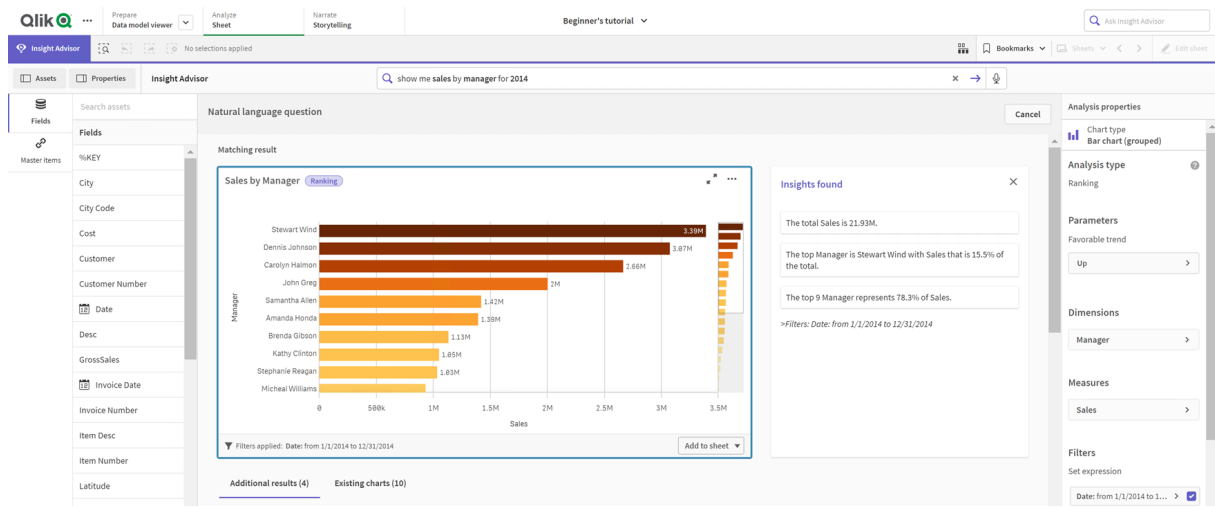 Qlik
...
Prepare
Data model viewer
Analyze
Sheet
Narrate
Storytelling
Beginner's tutorial
Ask Insight Advisor
Insight Advisor
No selections applied
Bookmarks
Sheets
Edit sheet
Assets
Properties
Insight Advisor
show me sales by manager for 2014
Fields
Master items
Search assets
Fields
%KEY
City
City Code
Cost
Customer
Customer Number
Date
Desc
GrossSales
Invoice Date
Invoice Number
Item Desc
Item Number
Latitude
Natural language question
Cancel
Matching result
Sales by Manager
Ranking
...
Manager
Stewart Wind
3.39M
Dennis Johnson
3.07M
Carolyn Halmon
2.66M
John Greg
2M
Samantha Allen
1.42M
Amanda Honda
1.39M
Brenda Gibson
1.13M
Kathy Clinton
1.05M
Stephanie Reagan
1.03M
Micheal Williams
0 500k 1M 1.5M 2M 2.5M 3M 3.5M
Sales
Filters applied: Date: from 1/1/2014 to 12/31/2014
Add to sheet
Insights found
The total Sales is 21.93M.
The top Manager is Stewart Wind with Sales that is 15.5% of
the total.
The top 9 Manager represents 78.3% of Sales.
>Filters: Date: from 1/1/2014 to 12/31/2014
Additional results (4)
Existing charts (10)
Analysis properties
Chart type
Bar chart (grouped)
Analysis type
Ranking
Parameters
Favorable trend
Up
Dimensions
Manager
Measures
Sales
Filters
Set expression
Date: from 1/1/2014 to 1...